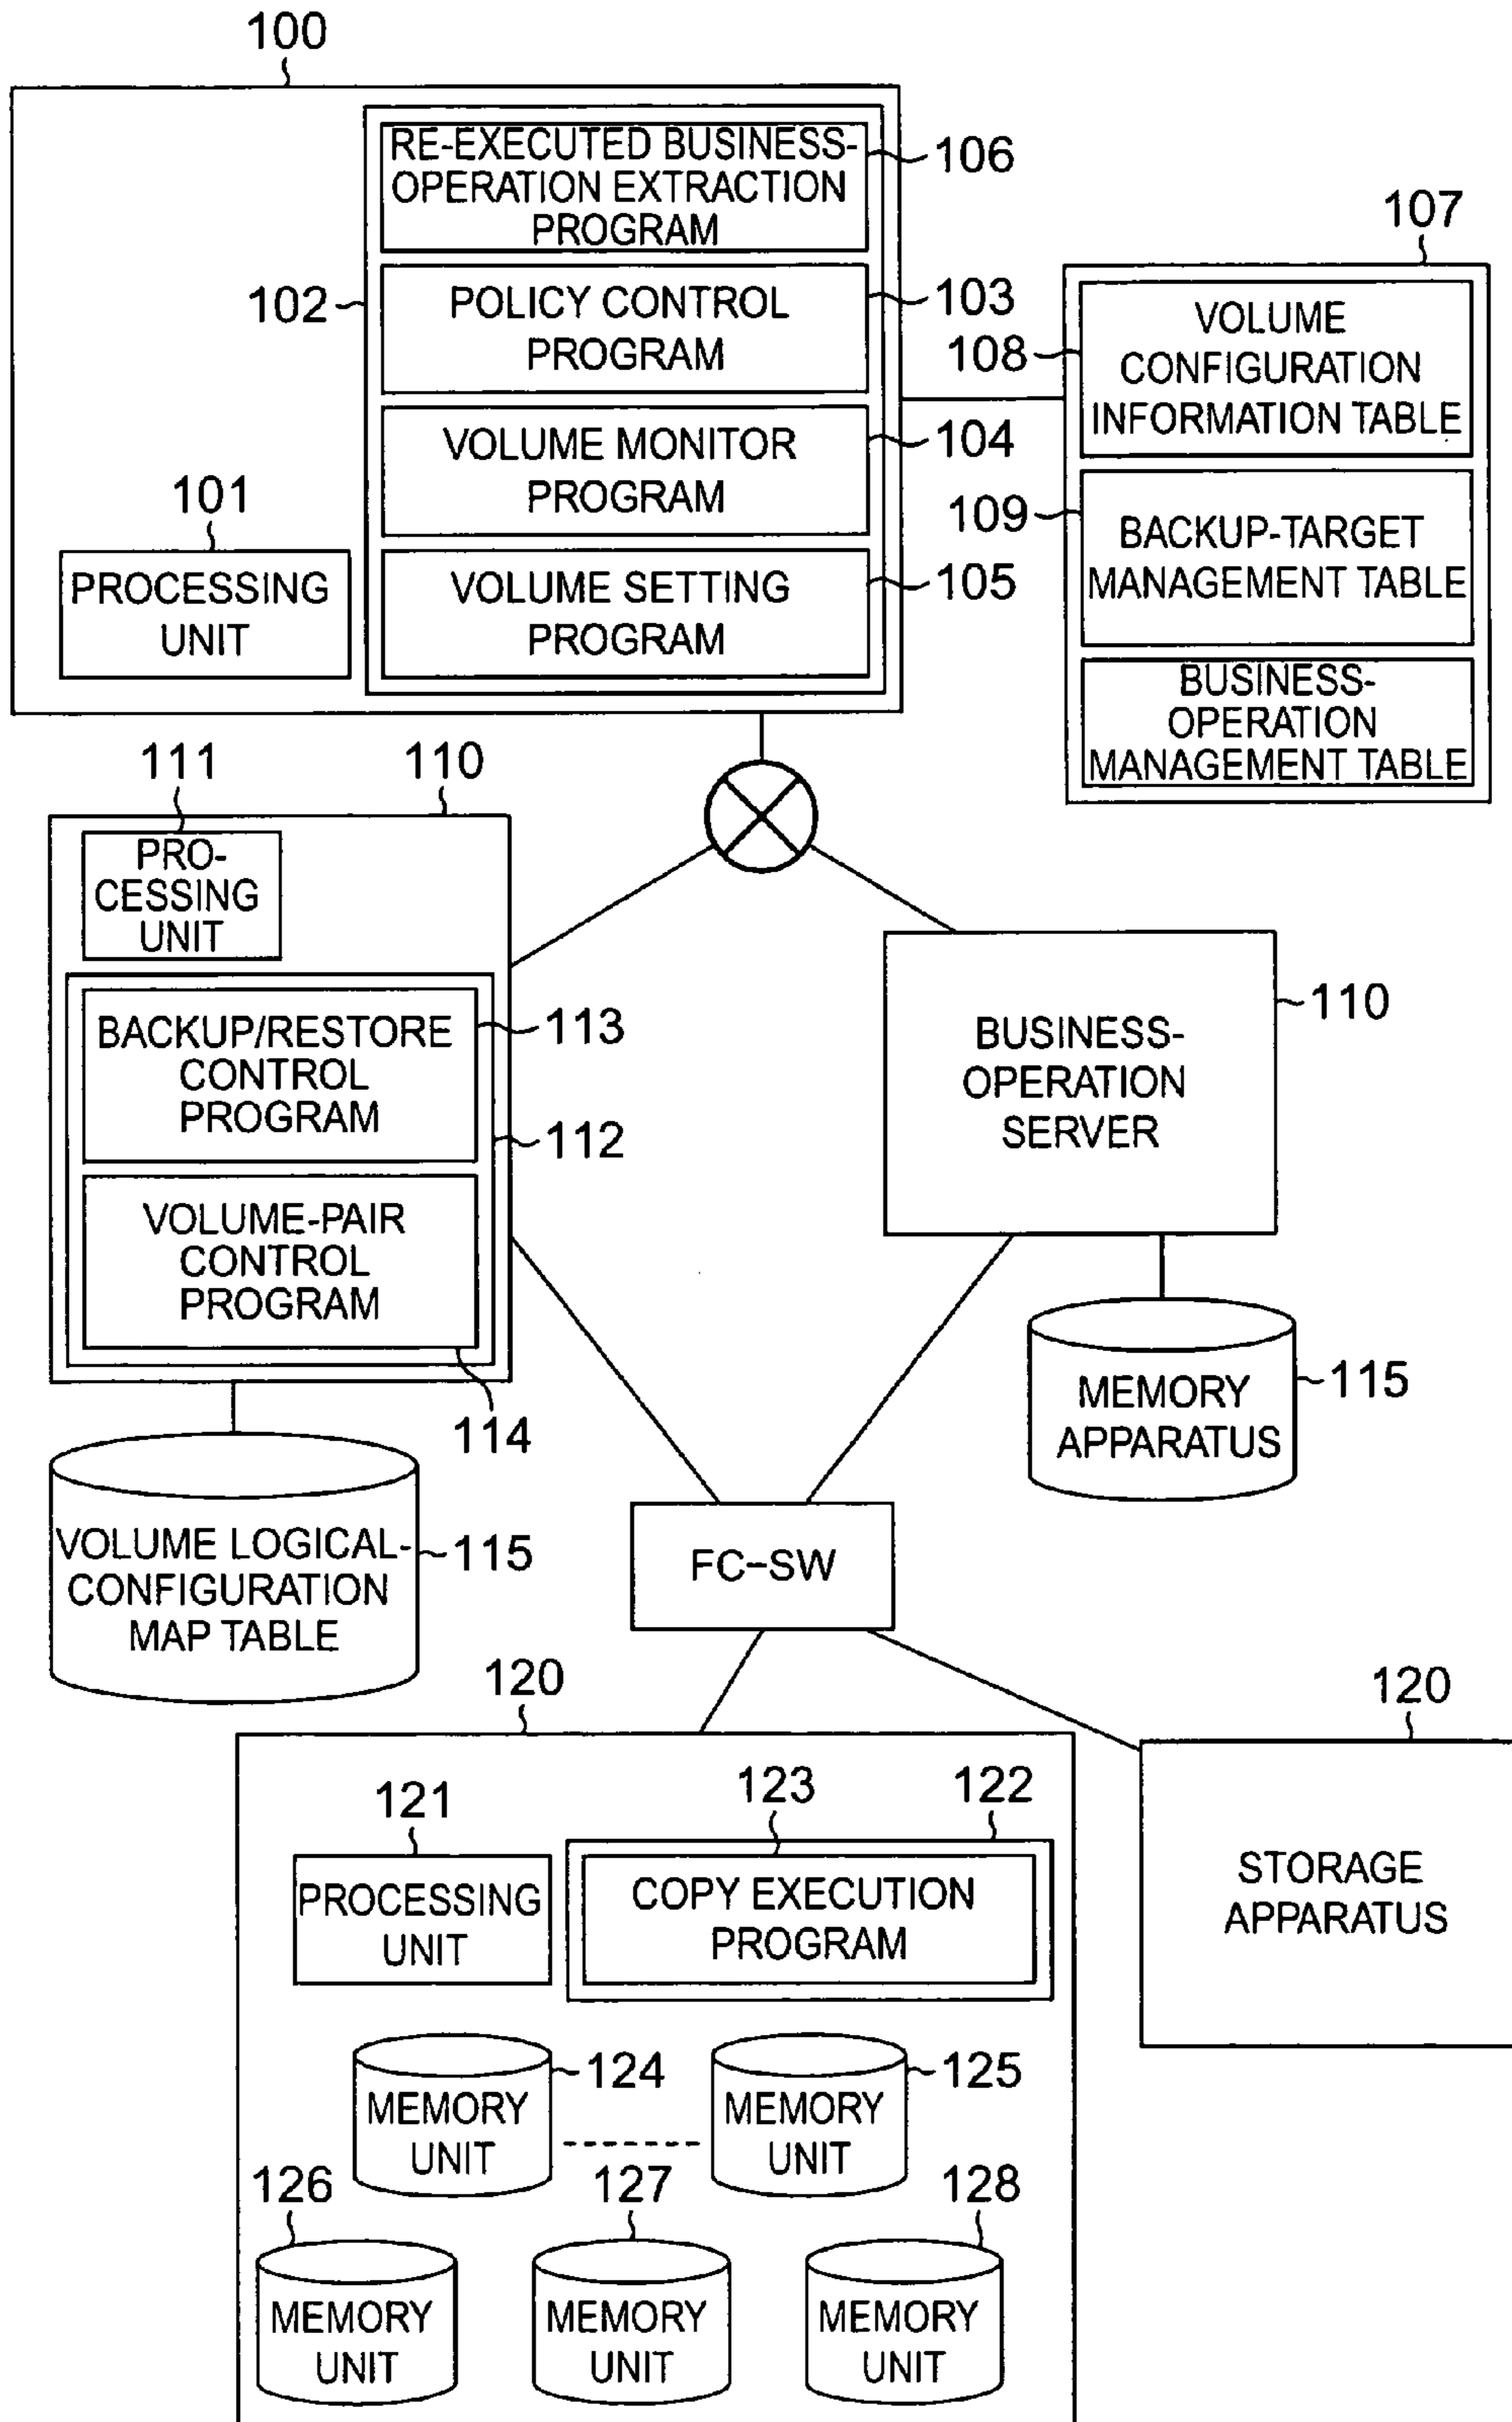 100
RE-EXECUTED BUSINESS-
OPERATION EXTRACTION
PROGRAM
106
102
POLICY CONTROL
PROGRAM
103
VOLUME MONITOR
PROGRAM
104
VOLUME SETTING
PROGRAM
105
101
PROCESSING
UNIT
107
108
VOLUME
CONFIGURATION
INFORMATION TABLE
109
BACKUP-TARGET
MANAGEMENT TABLE
BUSINESS-
OPERATION
MANAGEMENT TABLE
111
110
PRO-
CESSING
UNIT
BACKUP/RESTORE
CONTROL
PROGRAM
113
112
VOLUME-PAIR
CONTROL
PROGRAM
114
BUSINESS-
OPERATION
SERVER
110
MEMORY
APPARATUS
115
VOLUME LOGICAL-
CONFIGURATION
MAP TABLE
115
FC-SW
120
120
121
PROCESSING
UNIT
123
122
COPY EXECUTION
PROGRAM
STORAGE
APPARATUS
MEMORY
UNIT
124
MEMORY
UNIT
125
126
MEMORY
UNIT
127
MEMORY
UNIT
128
MEMORY
UNIT